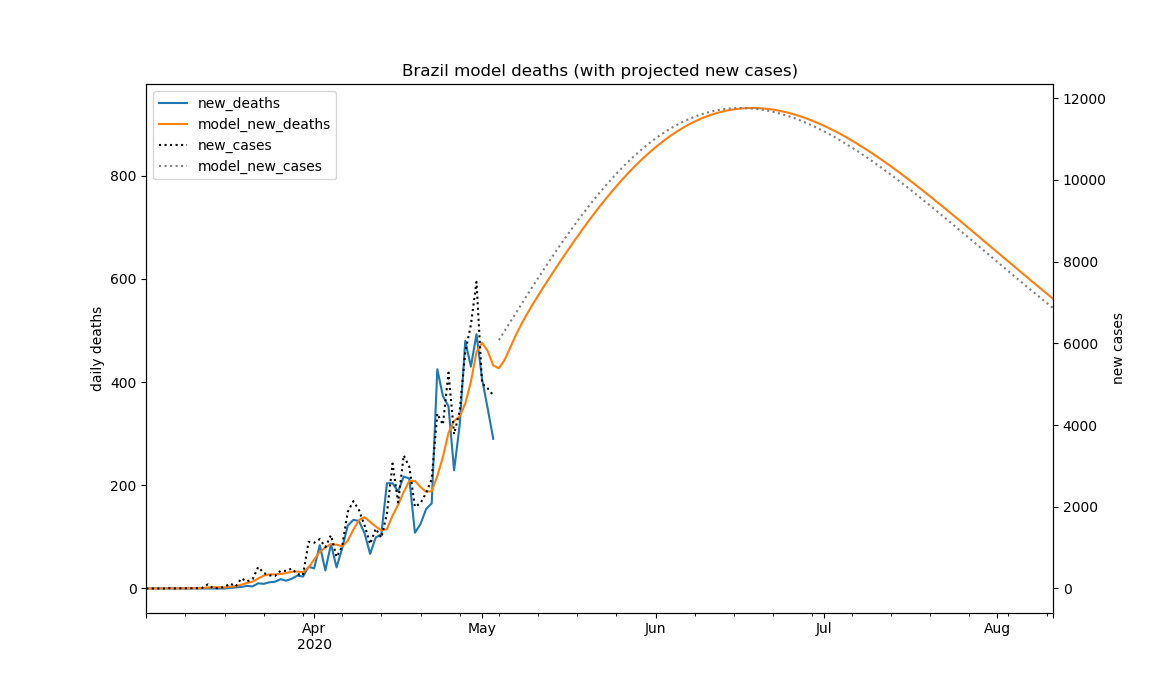 Brazil model deaths (with projected new cases)
new_deaths
model_new_deaths
new_cases
model_new_cases
daily deaths
800
600
400
200
0
12000
10000
8000
6000
4000
2000
0
new cases
Apr
2020
May
Jun
Jul
Aug